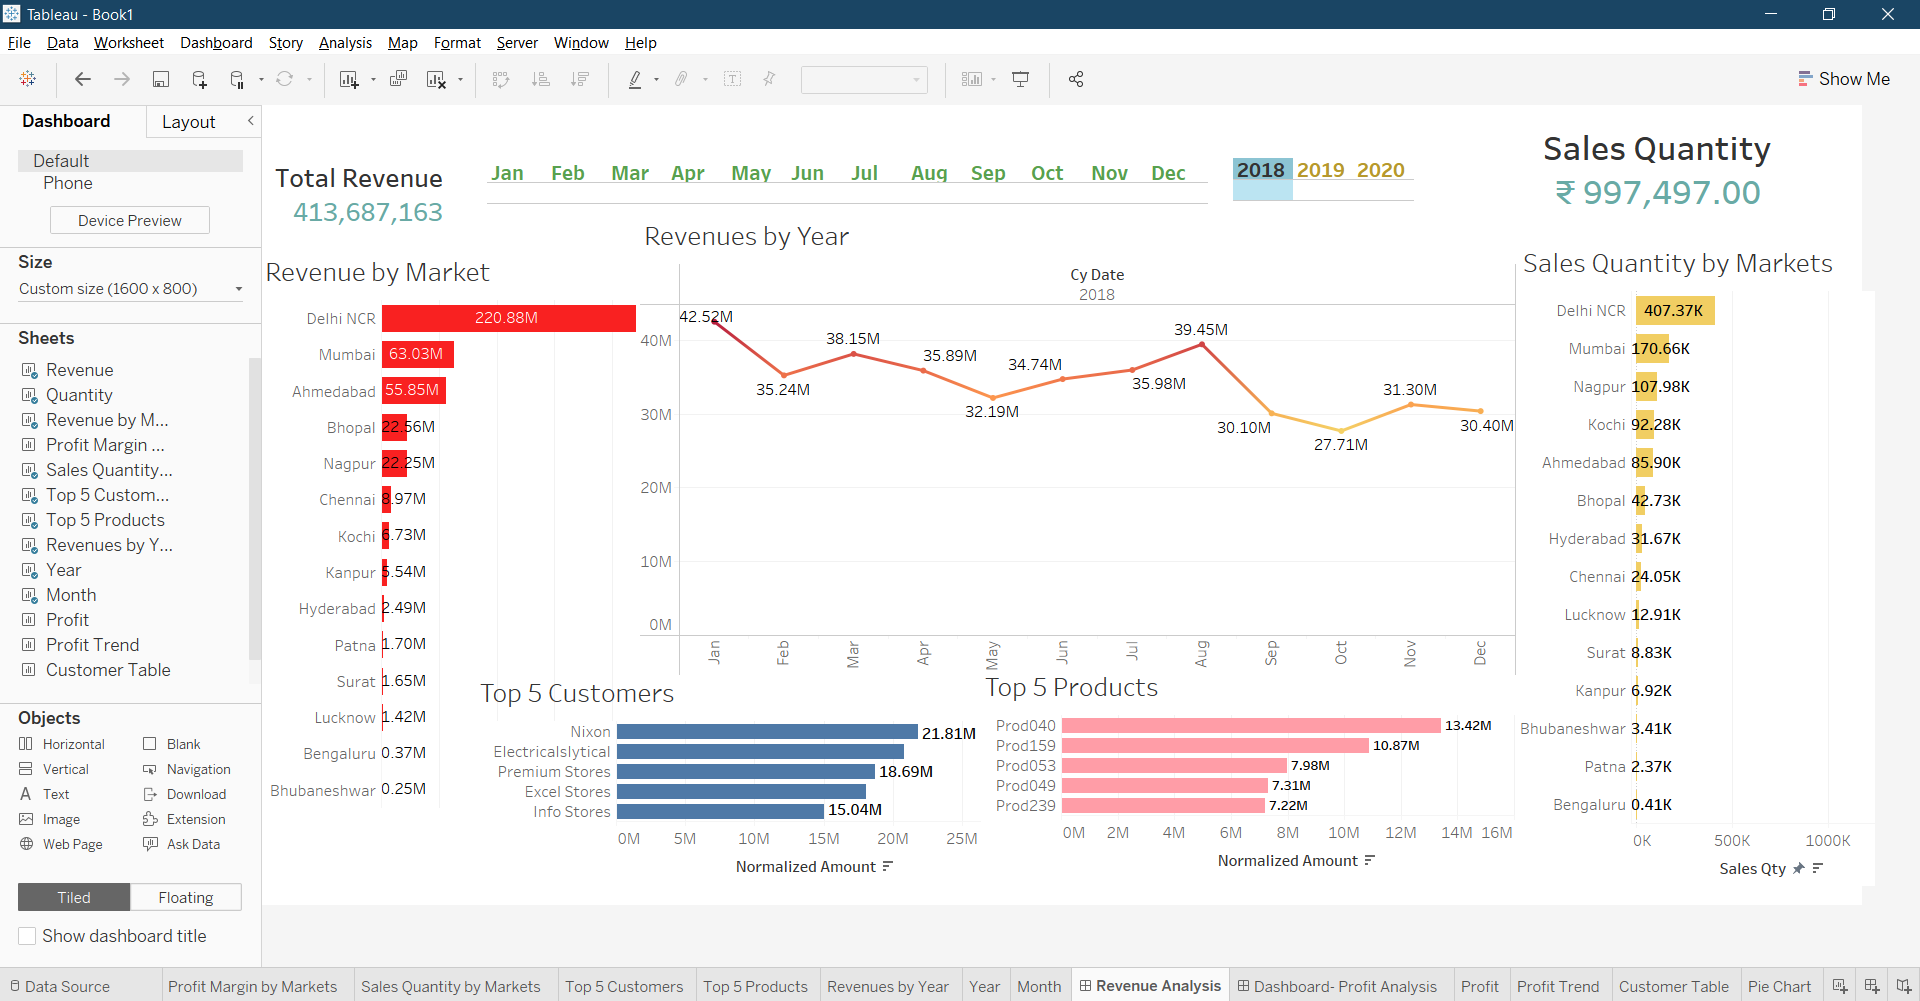 Tableau - Book1
File Data Worksheet Dashboard Story Analysis Map Format Server Window Help
Show Me
Dashboard Layout
Default
Phone
Device Preview
Size
Custom size (1600 x 800)
Sheets
Revenue
Quantity
Revenue by M...
Profit Margin ...
Sales Quantity...
Top 5 Custom...
Top 5 Products
Revenues by Y...
Year
Month
Profit
Profit Trend
Customer Table
Objects
Horizontal Blank
Vertical Navigation
Text Download
Image Extension
Web Page Ask Data
Tiled Floating
Show dashboard title
Total Revenue
413,687,163
Jan Feb Mar Apr May Jun Jul Aug Sep Oct Nov Dec
2018 2019 2020
Sales Quantity
₹ 997,497.00
Revenue by Market
Delhi NCR 220.88M
Mumbai 63.03M
Ahmedabad 55.85M
Bhopal 22.56M
Nagpur 22.25M
Chennai 8.97M
Kochi 6.73M
Kanpur 5.54M
Hyderabad 2.49M
Patna 1.70M
Surat 1.65M
Lucknow 1.42M
Bengaluru 0.37M
Bhubaneshwar 0.25M
Revenues by Year
Cy Date
2018
40M
30M
20M
10M
0M
42.52M
35.24M
38.15M
35.89M
32.19M
34.74M
35.98M
39.45M
30.10M
27.71M
31.30M
30.40M
Jan Feb Mar Apr May Jun Jul Aug Sep Oct Nov Dec
Top 5 Customers
Nixon 21.81M
Electricalslytical
Premium Stores 18.69M
Excel Stores
Info Stores 15.04M
0M 5M 10M 15M 20M 25M
Normalized Amount
Top 5 Products
Prod040 13.42M
Prod159 10.87M
Prod053 7.98M
Prod049 7.31M
Prod239 7.22M
0M 2M 4M 6M 8M 10M 12M 14M 16M
Normalized Amount
Sales Quantity by Markets
Delhi NCR 407.37K
Mumbai 170.66K
Nagpur 107.98K
Kochi 92.28K
Ahmedabad 85.90K
Bhopal 42.73K
Hyderabad 31.67K
Chennai 24.05K
Lucknow 12.91K
Surat 8.83K
Kanpur 6.92K
Bhubaneshwar 3.41K
Patna 2.37K
Bengaluru 0.41K
0K 500K 1000K
Sales Qty
Data Source Profit Margin by Markets Sales Quantity by Markets Top 5 Customers Top 5 Products Revenues by Year Year Month Revenue Analysis Dashboard- Profit Analysis Profit Profit Trend Customer Table Pie Chart